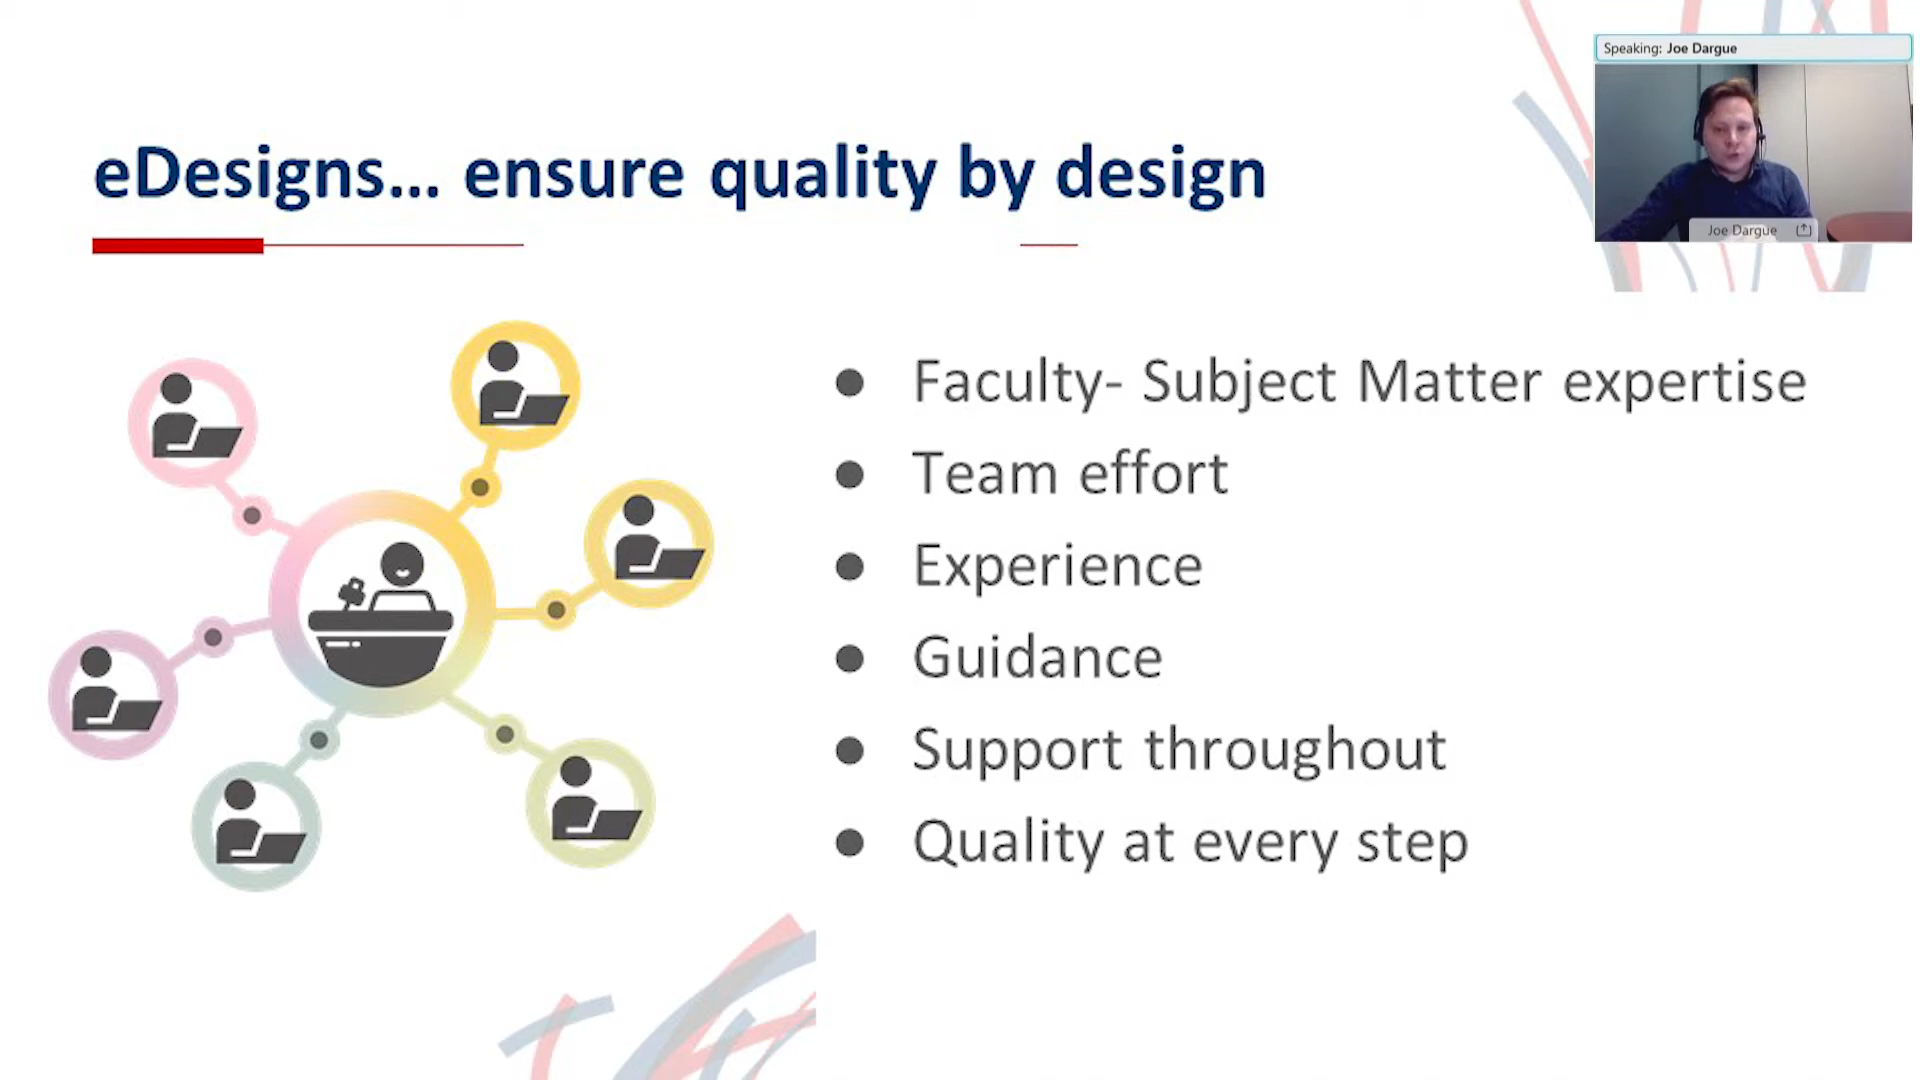 Speaking: Joe Dargue
eDesigns... ensure quality by design
Joe Dargue
● Faculty- Subject Matter expertise
● Team effort
● Experience
● Guidance
● Support throughout
● Quality at every step